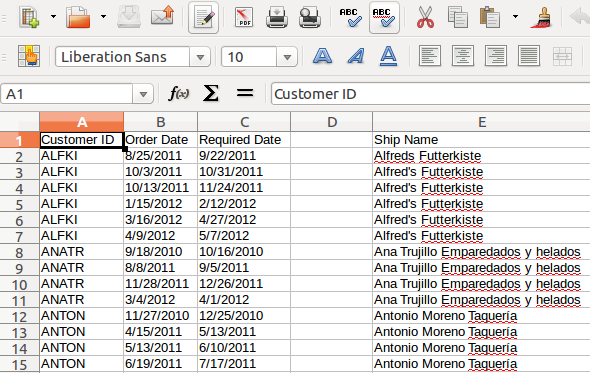 PDF
ABC ABC
Liberation Sans 10 A A A
A1 f(x) Σ = Customer ID
A B C D E
1 Customer ID Order Date Required Date Ship Name
2 ALFKI 8/25/2011 9/22/2011 Alfreds Futterkiste
3 ALFKI 10/3/2011 10/31/2011 Alfred's Futterkiste
4 ALFKI 10/13/2011 11/24/2011 Alfred's Futterkiste
5 ALFKI 1/15/2012 2/12/2012 Alfred's Futterkiste
6 ALFKI 3/16/2012 4/27/2012 Alfred's Futterkiste
7 ALFKI 4/9/2012 5/7/2012 Alfred's Futterkiste
8 ANATR 9/18/2010 10/16/2010 Ana Trujillo Emparedados y helados
9 ANATR 8/8/2011 9/5/2011 Ana Trujillo Emparedados y helados
10 ANATR 11/28/2011 12/26/2011 Ana Trujillo Emparedados y helados
11 ANATR 3/4/2012 4/1/2012 Ana Trujillo Emparedados y helados
12 ANTON 11/27/2010 12/25/2010 Antonio Moreno Taquería
13 ANTON 4/15/2011 5/13/2011 Antonio Moreno Taquería
14 ANTON 5/13/2011 6/10/2011 Antonio Moreno Taquería
15 ANTON 6/19/2011 7/17/2011 Antonio Moreno Taquería